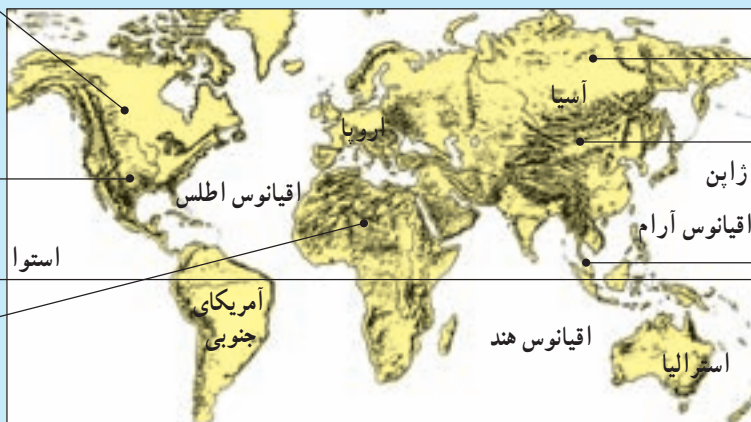 آسیا
اروپا
ژاپن
اقیانوس اطلس
اقیانوس آرام
استوا
آمریکای
جنوبی
اقیانوس هند
استرالیا